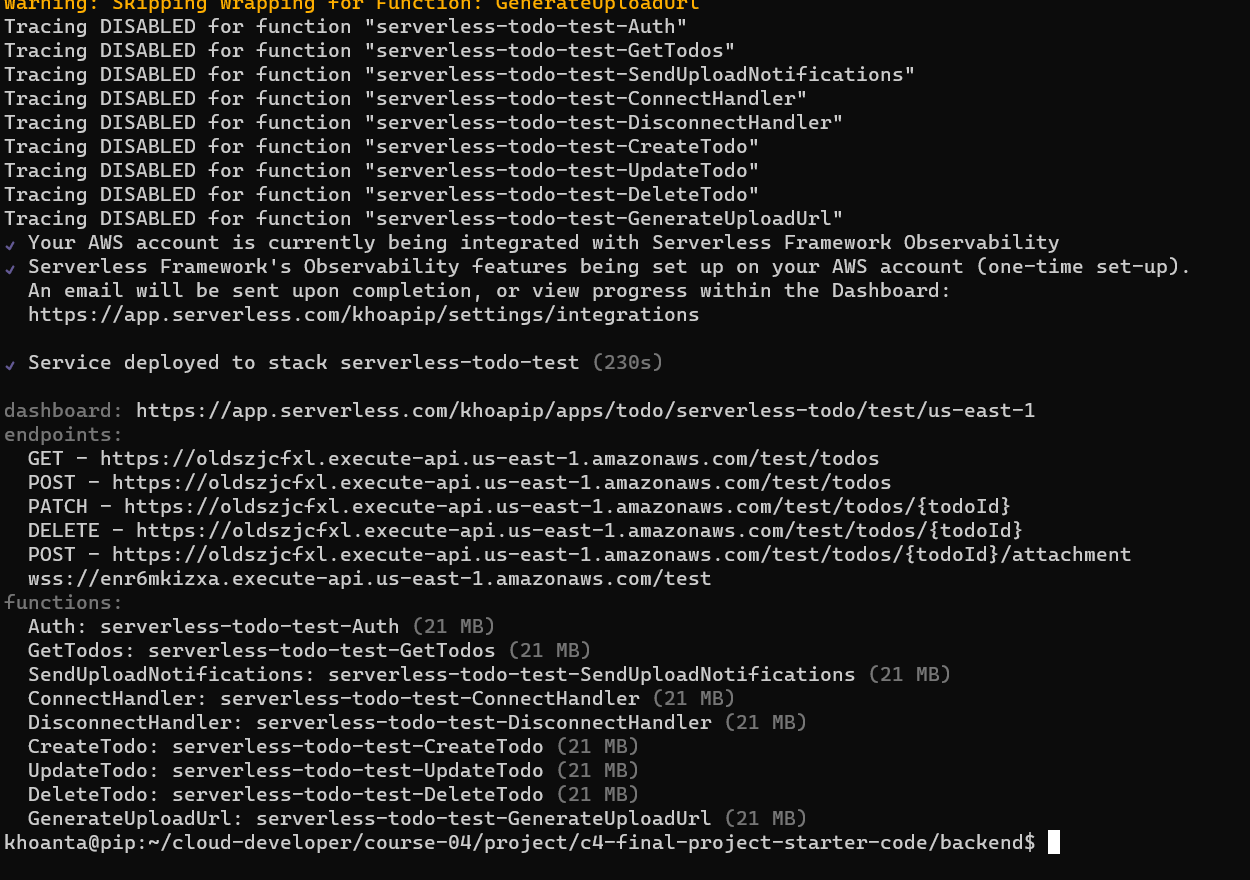 Warning: Skipping Wrapping for Function: GenerateUploadUrl
Tracing DISABLED for function "serverless-todo-test-Auth"
Tracing DISABLED for function "serverless-todo-test-GetTodos"
Tracing DISABLED for function "serverless-todo-test-SendUploadNotifications"
Tracing DISABLED for function "serverless-todo-test-ConnectHandler"
Tracing DISABLED for function "serverless-todo-test-DisconnectHandler"
Tracing DISABLED for function "serverless-todo-test-CreateTodo"
Tracing DISABLED for function "serverless-todo-test-UpdateTodo"
Tracing DISABLED for function "serverless-todo-test-DeleteTodo"
Tracing DISABLED for function "serverless-todo-test-GenerateUploadUrl"
✓ Your AWS account is currently being integrated with Serverless Framework Observability
✓ Serverless Framework's Observability features being set up on your AWS account (one-time set-up).
An email will be sent upon completion, or view progress within the Dashboard:
https://app.serverless.com/khoapip/settings/integrations
✓ Service deployed to stack serverless-todo-test (230s)
dashboard: https://app.serverless.com/khoapip/apps/todo/serverless-todo/test/us-east-1
endpoints:
GET - https://oldszjcfxl.execute-api.us-east-1.amazonaws.com/test/todos
POST - https://oldszjcfxl.execute-api.us-east-1.amazonaws.com/test/todos
PATCH - https://oldszjcfxl.execute-api.us-east-1.amazonaws.com/test/todos/{todoId}
DELETE - https://oldszjcfxl.execute-api.us-east-1.amazonaws.com/test/todos/{todoId}
POST - https://oldszjcfxl.execute-api.us-east-1.amazonaws.com/test/todos/{todoId}/attachment
wss://enr6mkizxa.execute-api.us-east-1.amazonaws.com/test
functions:
Auth: serverless-todo-test-Auth (21 MB)
GetTodos: serverless-todo-test-GetTodos (21 MB)
SendUploadNotifications: serverless-todo-test-SendUploadNotifications (21 MB)
ConnectHandler: serverless-todo-test-ConnectHandler (21 MB)
DisconnectHandler: serverless-todo-test-DisconnectHandler (21 MB)
CreateTodo: serverless-todo-test-CreateTodo (21 MB)
UpdateTodo: serverless-todo-test-UpdateTodo (21 MB)
DeleteTodo: serverless-todo-test-DeleteTodo (21 MB)
GenerateUploadUrl: serverless-todo-test-GenerateUploadUrl (21 MB)
khoanta@pip:~/cloud-developer/course-04/project/c4-final-project-starter-code/backend$